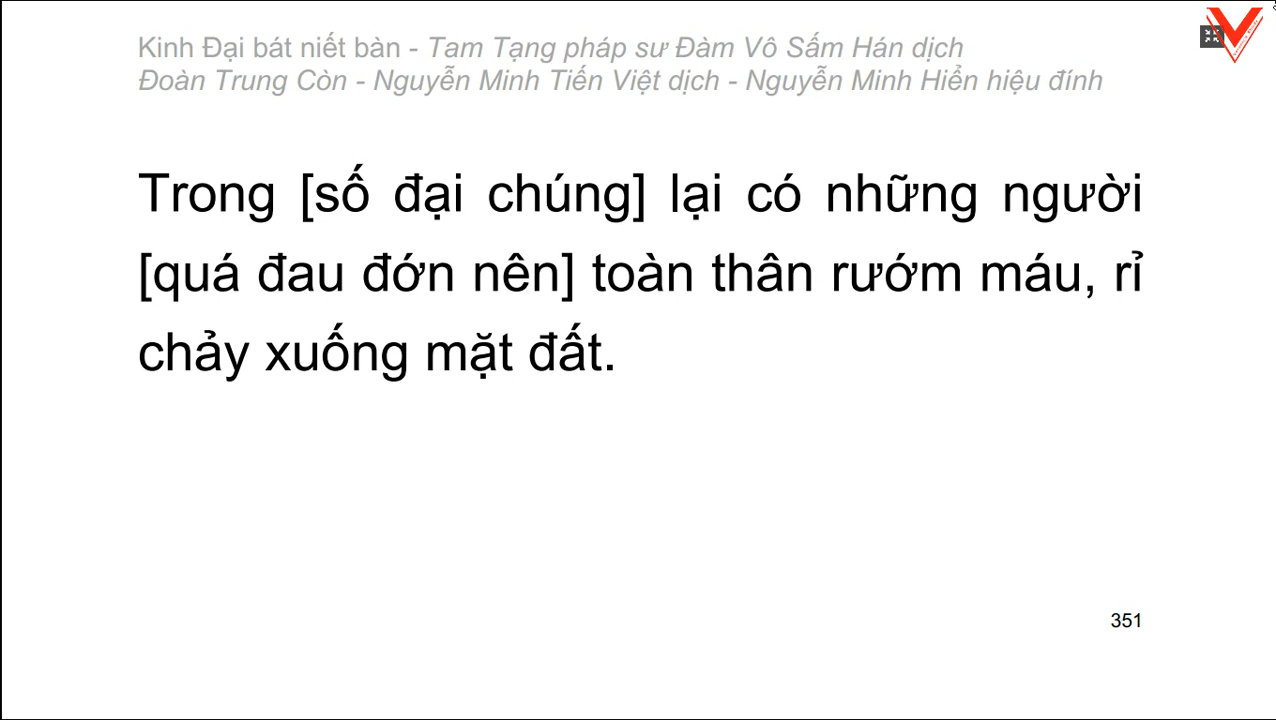 Kinh Đại bát niết bàn - Tam Tạng pháp sư Đàm Vô Sấm Hán dịch
Đoàn Trung Còn - Nguyễn Minh Tiến Việt dịch - Nguyễn Minh Hiển hiệu đính
Trong [số đại chúng] lại có những người
[quá đau đớn nên] toàn thân rướm máu, rỉ
chảy xuống mặt đất.
351